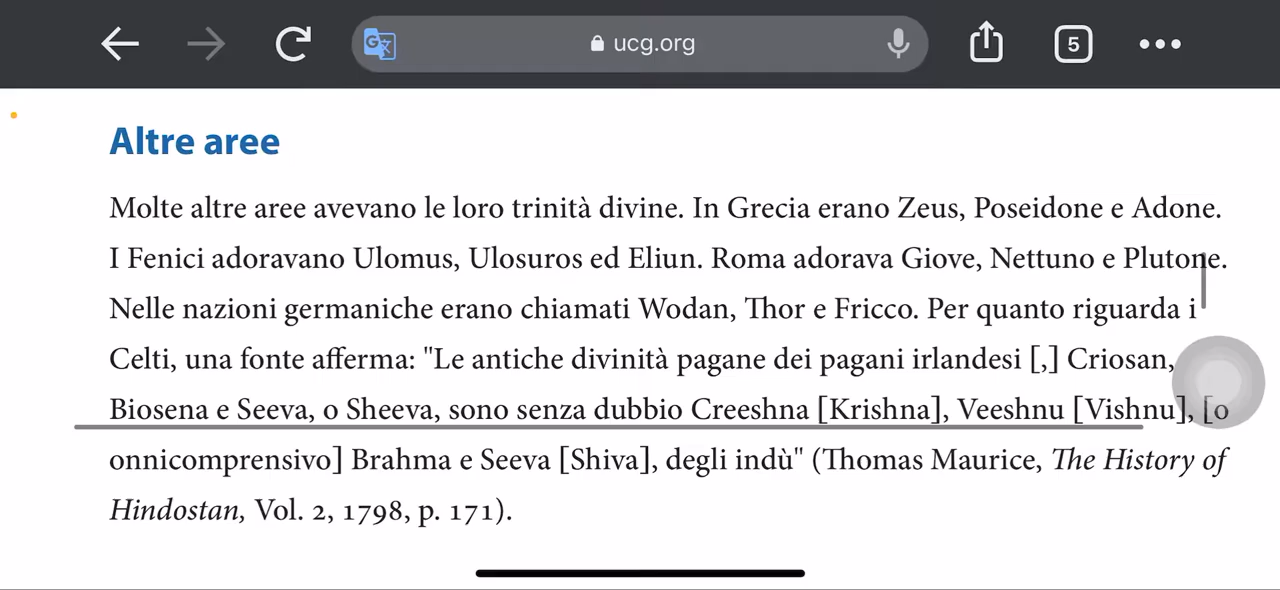 ucg.org
5
Altre aree
Molte altre aree avevano le loro trinità divine. In Grecia erano Zeus, Poseidone e Adone.
I Fenici adoravano Ulomus, Ulosuros ed Eliun. Roma adorava Giove, Nettuno e Plutone.
Nelle nazioni germaniche erano chiamati Wodan, Thor e Fricco. Per quanto riguarda i
Celti, una fonte afferma: "Le antiche divinità pagane dei pagani irlandesi [,] Criosan,
Biosena e Seeva, o Sheeva, sono senza dubbio Creeshna [Krishna], Veeshnu [Vishnu], [o
onnicomprensivo] Brahma e Seeva [Shiva], degli indù" (Thomas Maurice, The History of
Hindostan, Vol. 2, 1798, p. 171).